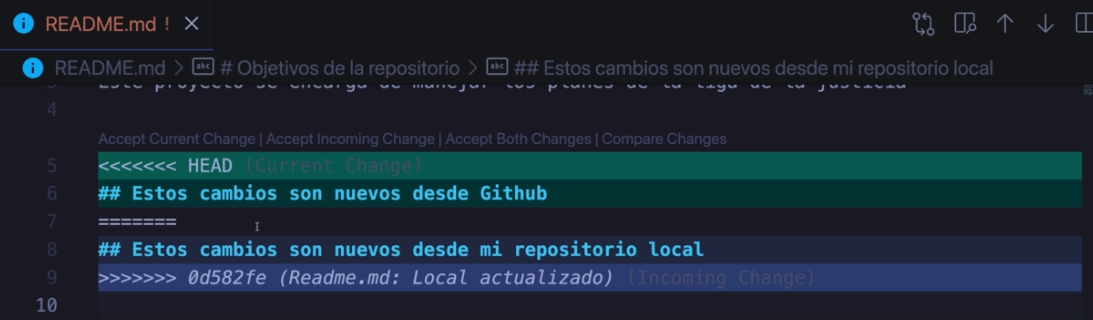 README.md ! ×
README.md > # Objetivos de la repositorio > ## Estos cambios son nuevos desde mi repositorio local
3 Este proyecto se encarga de manejar los planes de la liga de la justicia
4
Accept Current Change | Accept Incoming Change | Accept Both Changes | Compare Changes
5 <<<<<<< HEAD (Current Change)
6 ## Estos cambios son nuevos desde Github
7 =======
8 ## Estos cambios son nuevos desde mi repositorio local
9 >>>>>>> 0d582fe (Readme.md: Local actualizado) (Incoming Change)
10